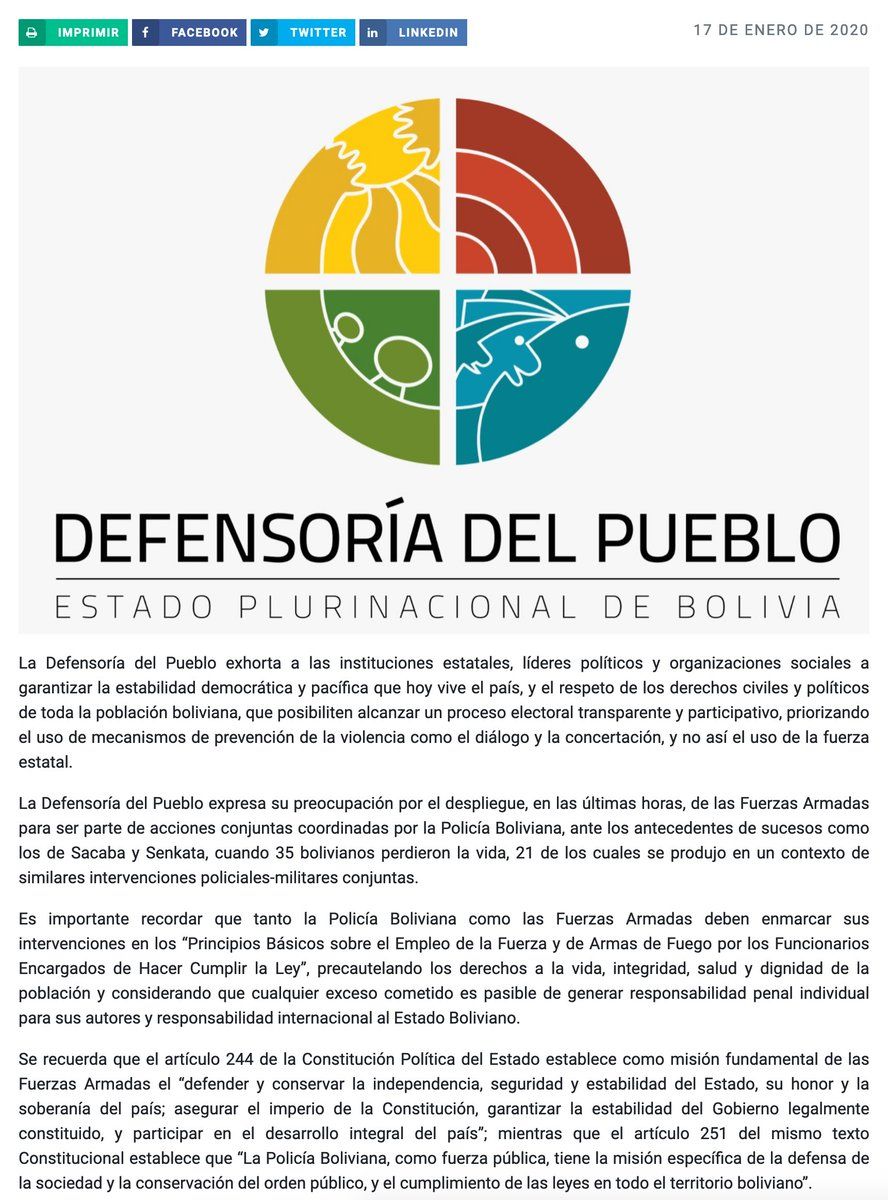 IMPRIMIR
FACEBOOK
TWITTER
LINKEDIN
17 DE ENERO DE 2020
DEFENSORÍA DEL PUEBLO
ESTADO PLURINACIONAL DE BOLIVIA
La Defensoría del Pueblo exhorta a las instituciones estatales, líderes políticos y organizaciones sociales a
garantizar la estabilidad democrática y pacífica que hoy vive el país, y el respeto de los derechos civiles y políticos
de toda la población boliviana, que posibiliten alcanzar un proceso electoral transparente y participativo, priorizando
el uso de mecanismos de prevención de la violencia como el diálogo y la concertación, y no así el uso de la fuerza
estatal.
La Defensoría del Pueblo expresa su preocupación por el despliegue, en las últimas horas, de las Fuerzas Armadas
para ser parte de acciones conjuntas coordinadas por la Policía Boliviana, ante los antecedentes de sucesos como
los de Sacaba y Senkata, cuando 35 bolivianos perdieron la vida, 21 de los cuales se produjo en un contexto de
similares intervenciones policiales-militares conjuntas.
Es importante recordar que tanto la Policía Boliviana como las Fuerzas Armadas deben enmarcar sus
intervenciones en los “Principios Básicos sobre el Empleo de la Fuerza y de Armas de Fuego por los Funcionarios
Encargados de Hacer Cumplir la Ley”, precautelando los derechos a la vida, integridad, salud y dignidad de la
población y considerando que cualquier exceso cometido es pasible de generar responsabilidad penal individual
para sus autores y responsabilidad internacional al Estado Boliviano.
Se recuerda que el artículo 244 de la Constitución Política del Estado establece como misión fundamental de las
Fuerzas Armadas el “defender y conservar la independencia, seguridad y estabilidad del Estado, su honor y la
soberanía del país; asegurar el imperio de la Constitución, garantizar la estabilidad del Gobierno legalmente
constituido, y participar en el desarrollo integral del país”; mientras que el artículo 251 del mismo texto
Constitucional establece que “La Policía Boliviana, como fuerza pública, tiene la misión específica de la defensa de
la sociedad y la conservación del orden público, y el cumplimiento de las leyes en todo el territorio boliviano”.